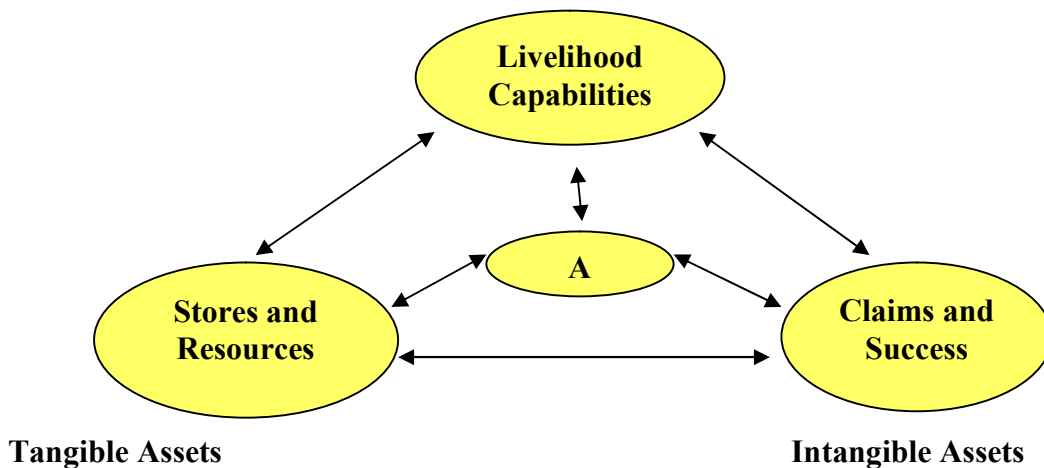 Livelihood
Capabilities
A
Stores and
Resources
Claims and
Success
Tangible Assets
Intangible Assets